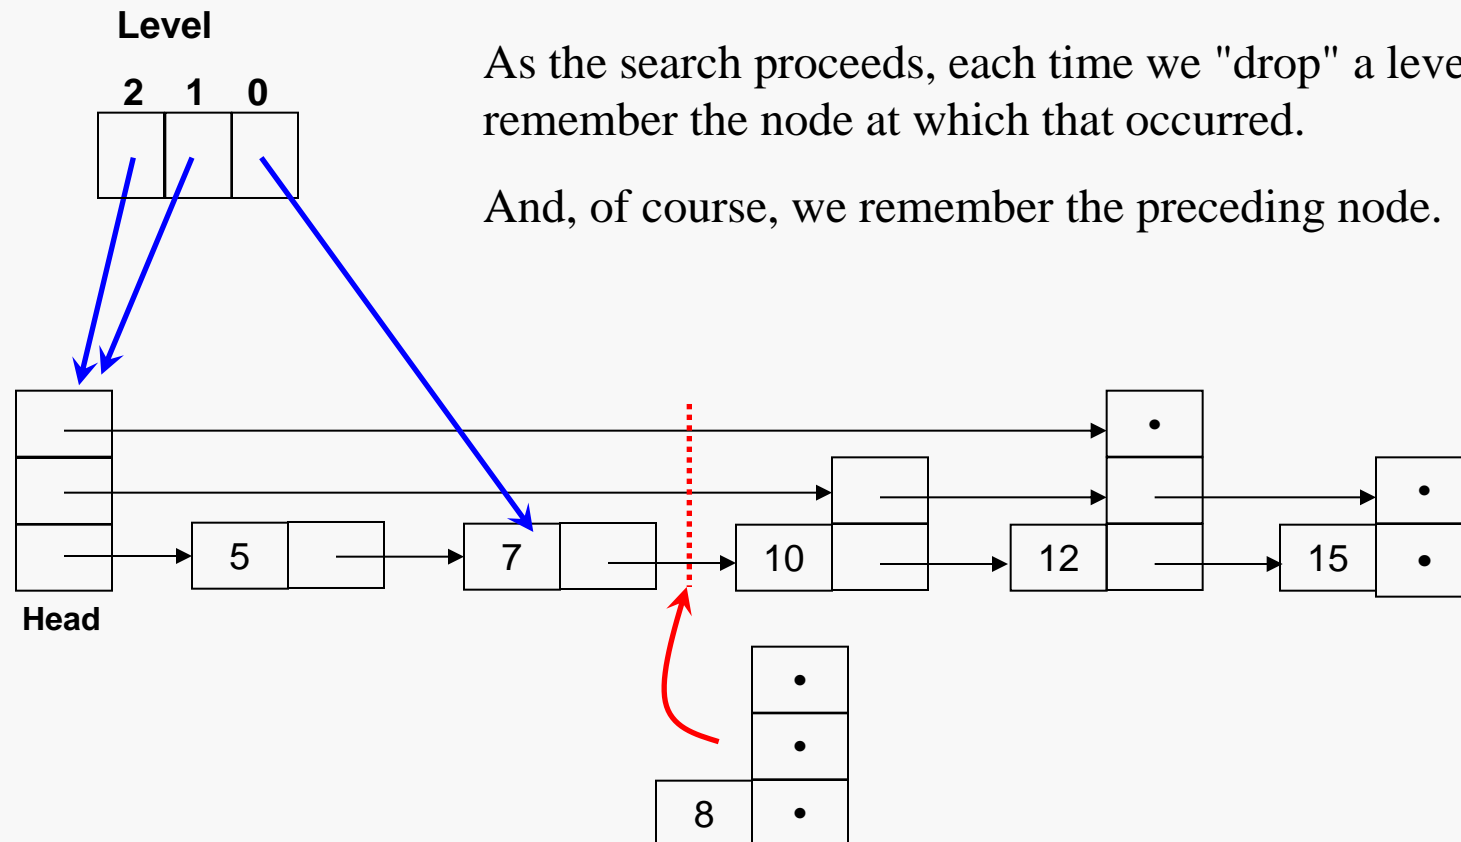 Level
2 1 0
As the search proceeds, each time we "drop" a leve
remember the node at which that occurred.
And, of course, we remember the preceding node.
5 7 10 12 15
Head
8